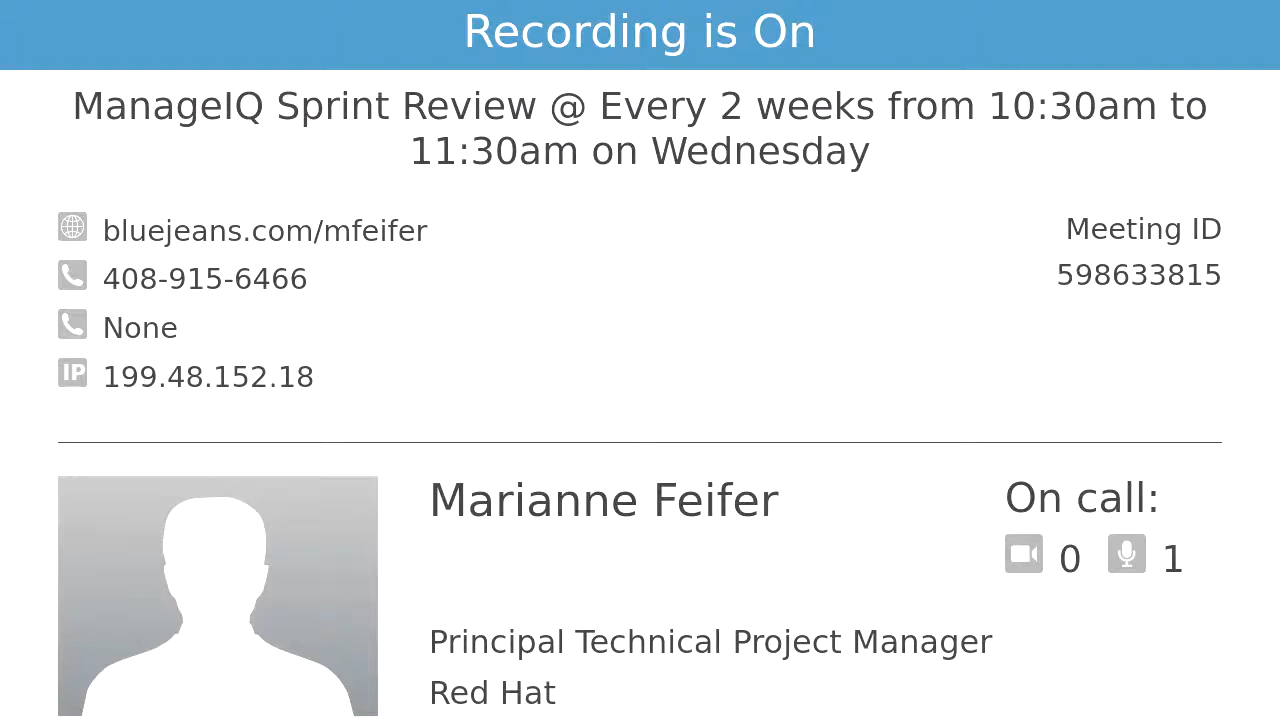 Recording is On
ManageIQ Sprint Review @ Every 2 weeks from 10:30am to
11:30am on Wednesday
bluejeans.com/mfeifer
408-915-6466
None
IP 199.48.152.18
Meeting ID
598633815
Marianne Feifer
On call:
0 1
Principal Technical Project Manager
Red Hat